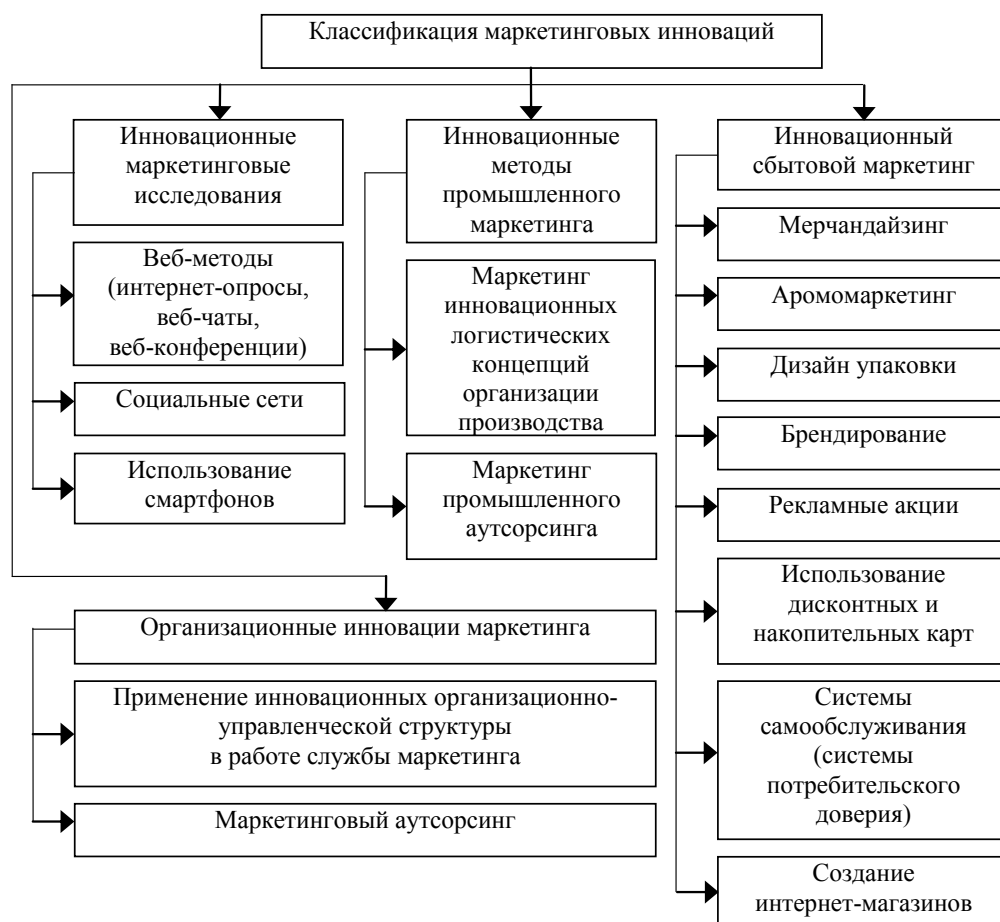 Классификация маркетинговых инноваций
Инновационные
маркетинговые
исследования
Веб-методы
(интернет-опросы,
веб-чаты,
веб-конференции)
Социальные сети
Использование
смартфонов
Инновационные
методы
промышленного
маркетинга
Маркетинг
инновационных
логистических
концепций
организации
производства
Маркетинг
промышленного
аутсорсинга
Инновационный
сбытовой маркетинг
Мерчандайзинг
Аромомаркетинг
Дизайн упаковки
Брендирование
Рекламные акции
Использование
дисконтных и
накопительных карт
Системы
самообслуживания
(системы
потребительского
доверия)
Создание
интернет-магазинов
Организационные инновации маркетинга
Применение инновационных организационно-
управленческой структуры
в работе службы маркетинга
Маркетинговый аутсорсинг